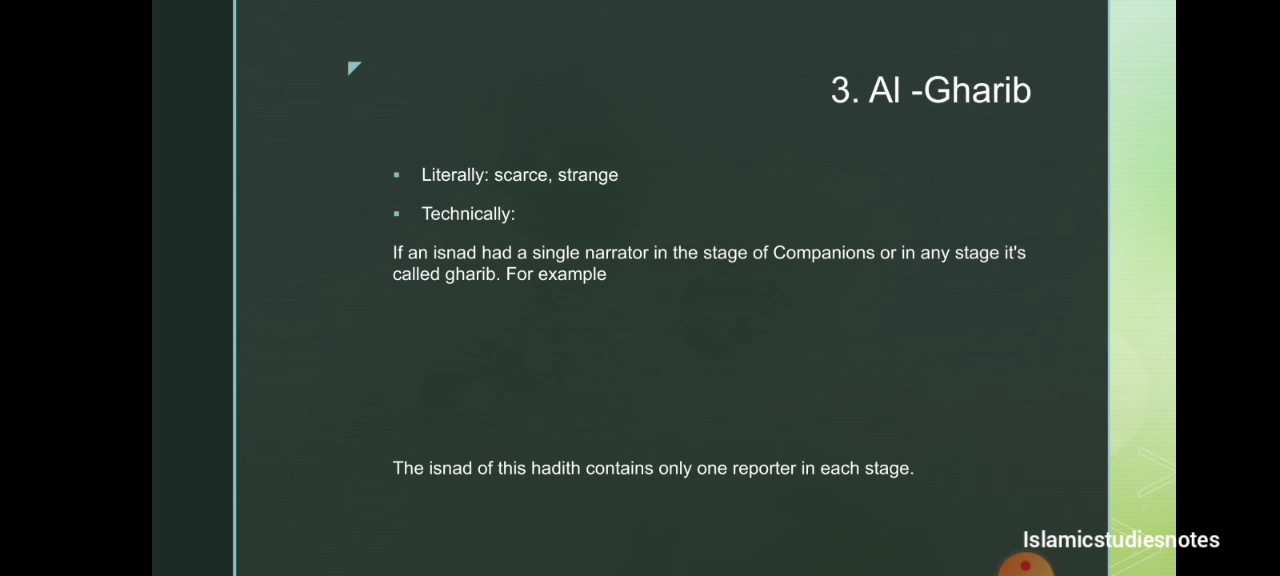 3. Al -Gharib
Literally: scarce, strange
Technically:
If an isnad had a single narrator in the stage of Companions or in any stage it's
called gharib. For example
The isnad of this hadith contains only one reporter in each stage.
Islamicstudiesnotes